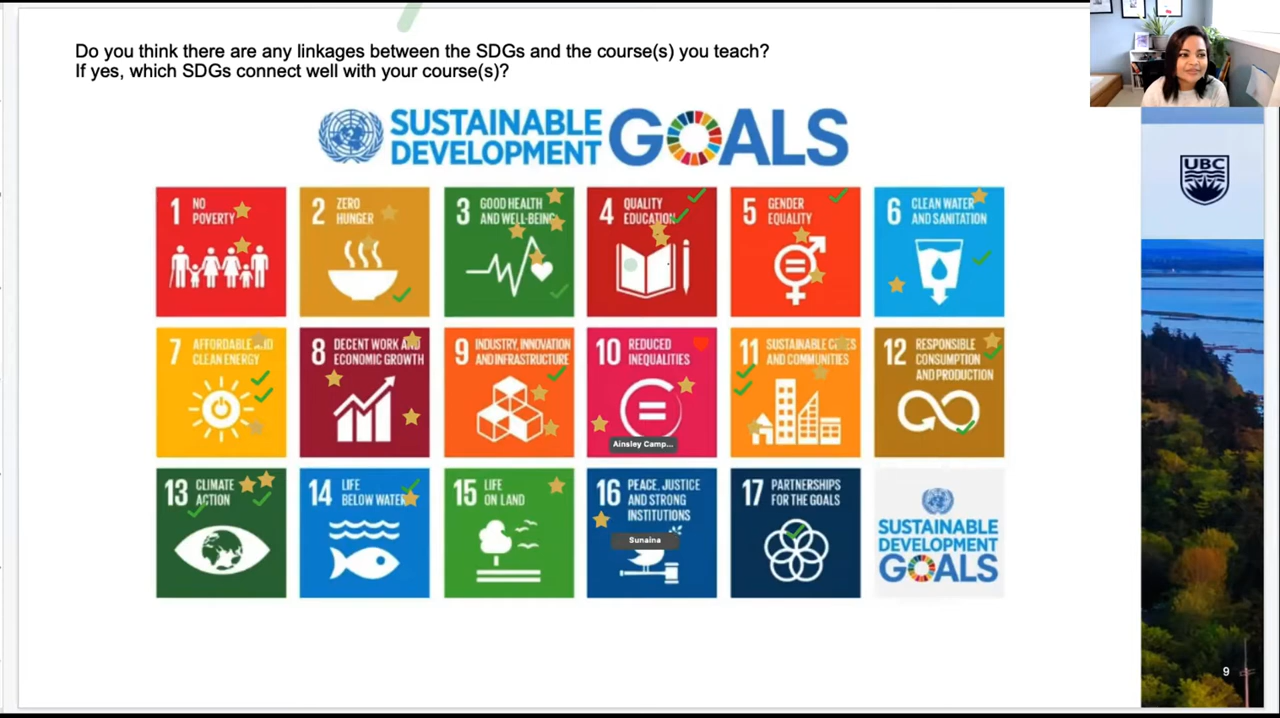 Do you think there are any linkages between the SDGs and the course(s) you teach?
If yes, which SDGs connect well with your course(s)?
SUSTAINABLE
DEVELOPMENT
GOALS
UBC
1 NO
POVERTY
2 ZERO
HUNGER
3 GOOD HEALTH
AND WELL-BEING
4 QUALITY
EDUCATION
5 GENDER
EQUALITY
6 CLEAN WATER
AND SANITATION
7 AFFORDABLE AND
CLEAN ENERGY
8 DECENT WORK AND
ECONOMIC GROWTH
9 INDUSTRY, INNOVATION
AND INFRASTRUCTURE
10 REDUCED
INEQUALITIES
Ainsley Camp...
11 SUSTAINABLE CITIES
AND COMMUNITIES
12 RESPONSIBLE
CONSUMPTION
AND PRODUCTION
13 CLIMATE
ACTION
14 LIFE
BELOW WATER
15 LIFE
ON LAND
16 PEACE, JUSTICE
AND STRONG
INSTITUTIONS
Sunaina
17 PARTNERSHIPS
FOR THE GOALS
SUSTAINABLE
DEVELOPMENT
GOALS
9